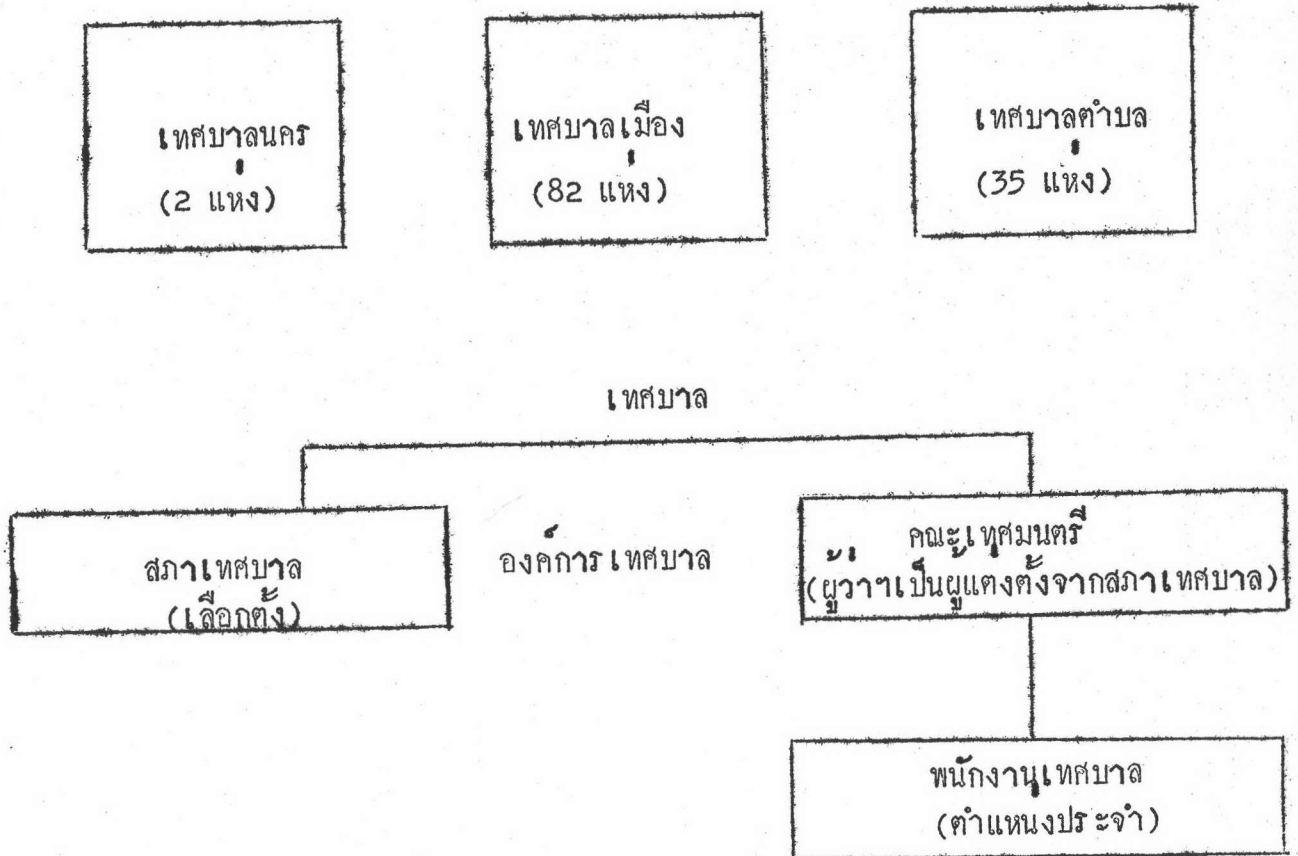 เทศบาลนคร
(2 แห่ง)
เทศบาลเมือง
(82 แห่ง)
เทศบาลตำบล
(35 แห่ง)
เทศบาล
สภาเทศบาล
(เลือกตั้ง)
องค์การเทศบาล
คณะเทศมนตรี
(ผู้ว่าฯเป็นผู้แต่งตั้งจากสภาเทศบาล)
พนักงานเทศบาล
(ตำแหน่งประจำ)